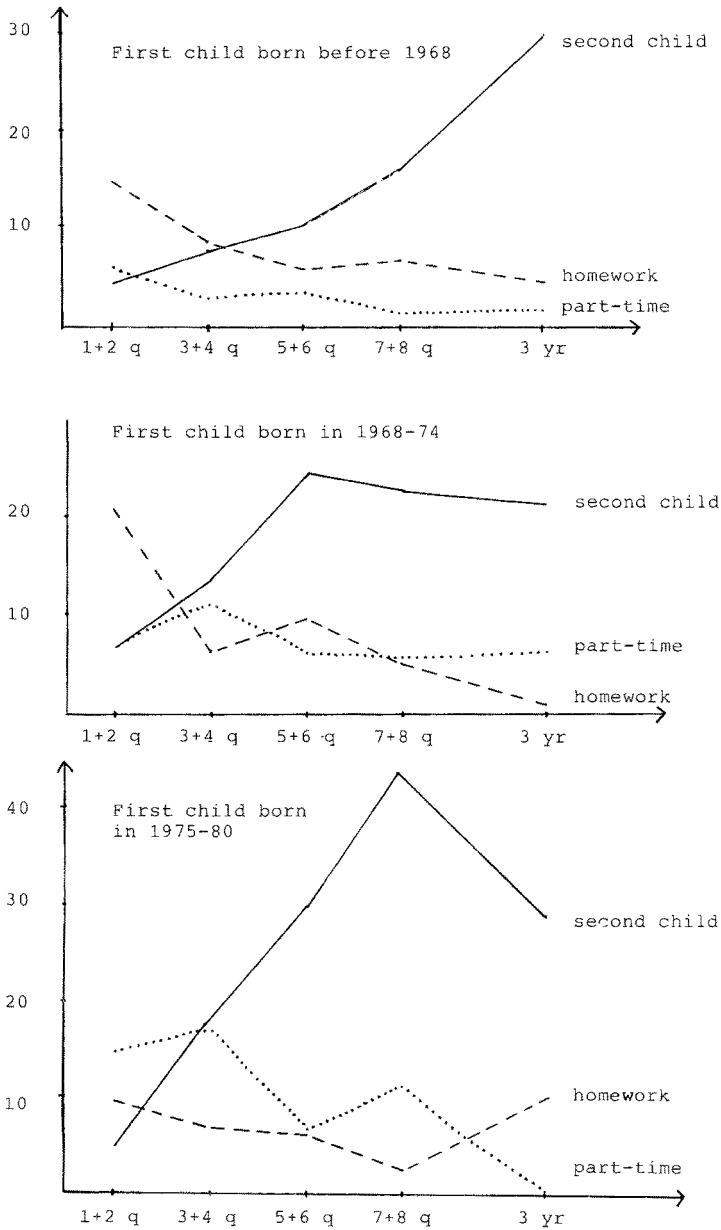 30
First child born before 1968
second child
20
10
homework
part-time
1+2 q 3+4 q 5+6 q 7+8 q 3 yr
First child born in 1968-74
second child
20
10
part-time
homework
1+2 q 3+4 q 5+6 q 7+8 q 3 yr
40
First child born
in 1975-80
30
second child
20
10
homework
part-time
1+2 q 3+4 q 5+6 q 7+8 q 3 yr